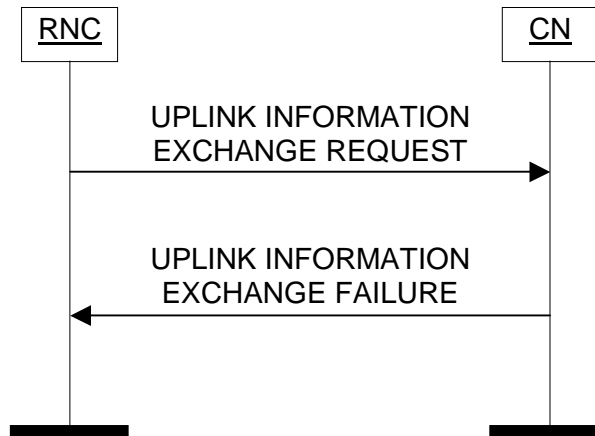 RNC
CN
UPLINK INFORMATION
EXCHANGE REQUEST
UPLINK INFORMATION
EXCHANGE FAILURE